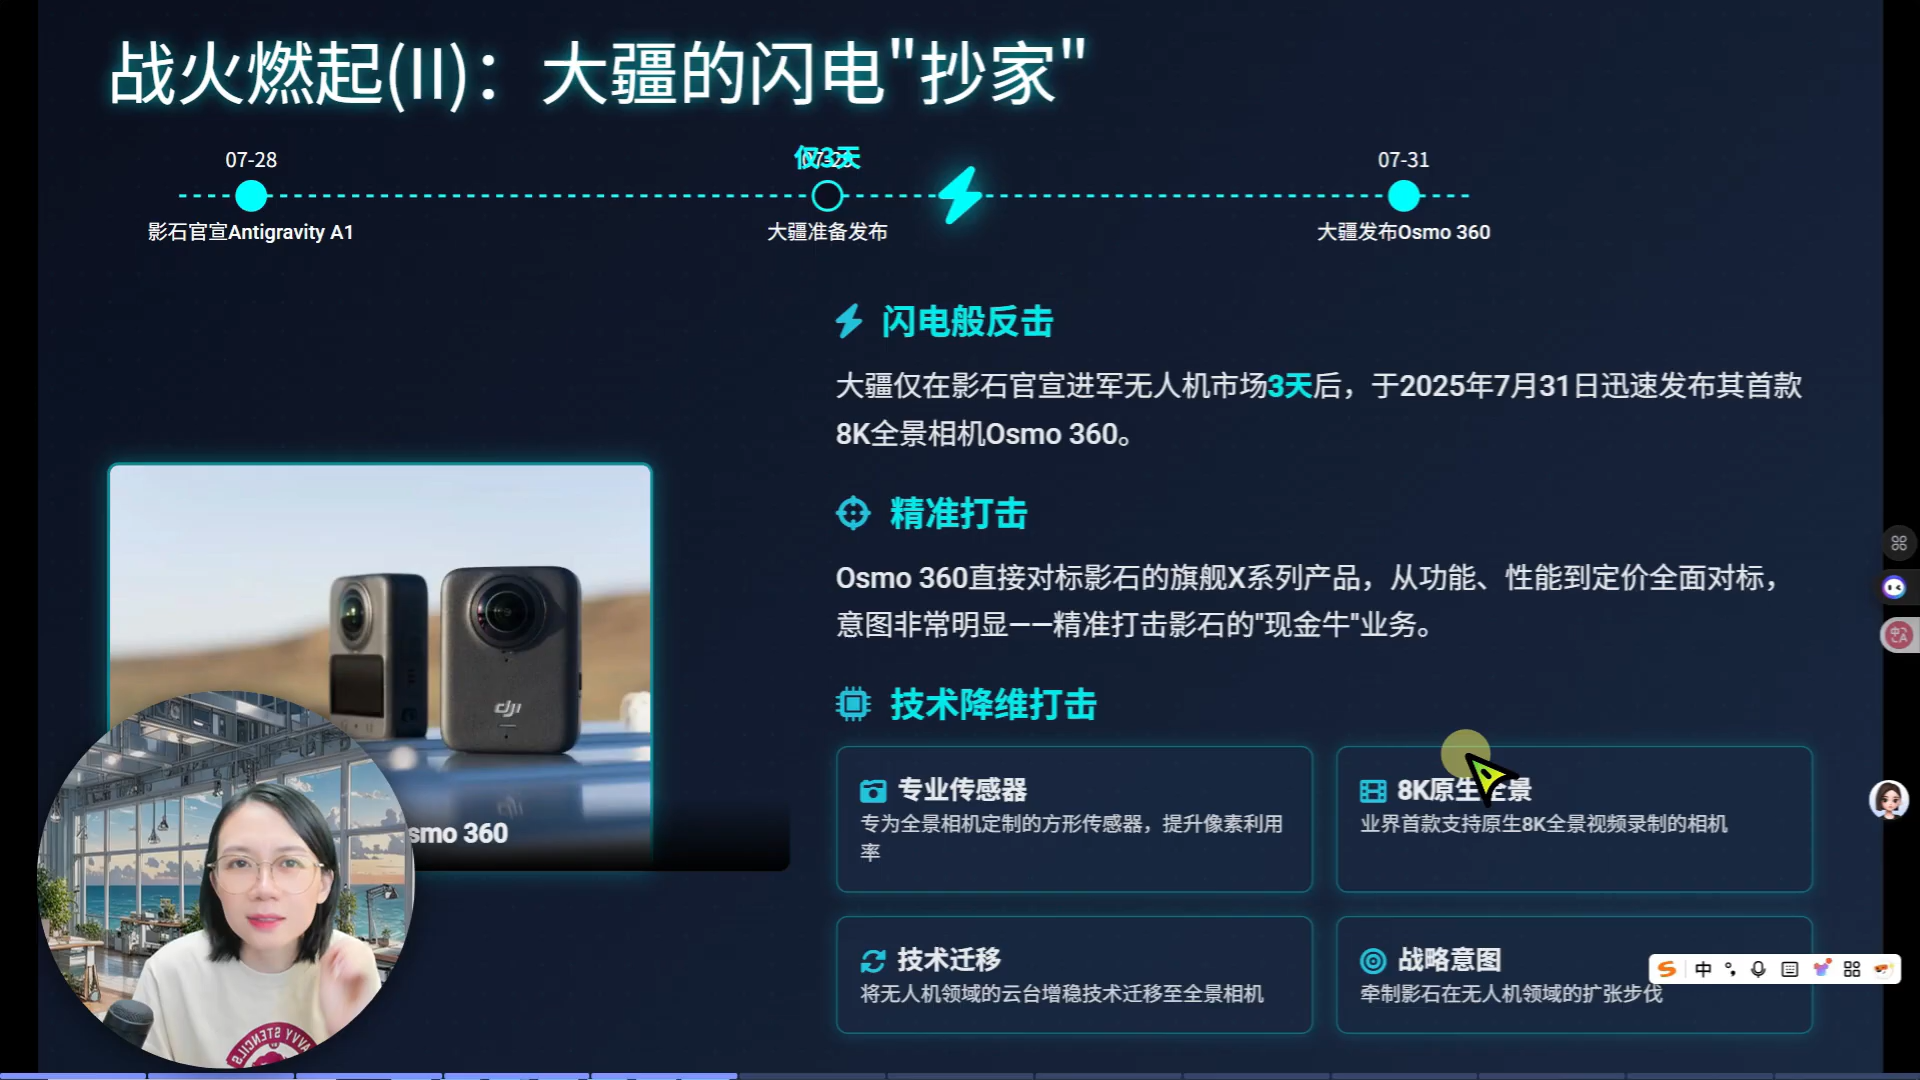 战火燃起(II)：大疆的闪电"抄家"
07-28
仅3天
07-31
影石官宣Antigravity A1
大疆准备发布
大疆发布Osmo 360
闪电般反击
大疆仅在影石官宣进军无人机市场3天后，于2025年7月31日迅速发布其首款
8K全景相机Osmo 360。
精准打击
Osmo 360直接对标影石的旗舰X系列产品，从功能、性能到定价全面对标，
意图非常明显——精准打击影石的"现金牛"业务。
技术降维打击
专业传感器
专为全景相机定制的方形传感器，提升像素利用
率
8K原生全景
业界首款支持原生8K全景视频录制的相机
技术迁移
将无人机领域的云台增稳技术迁移至全景相机
战略意图
牵制影石在无人机领域的扩张步伐
dji
smo 360
中